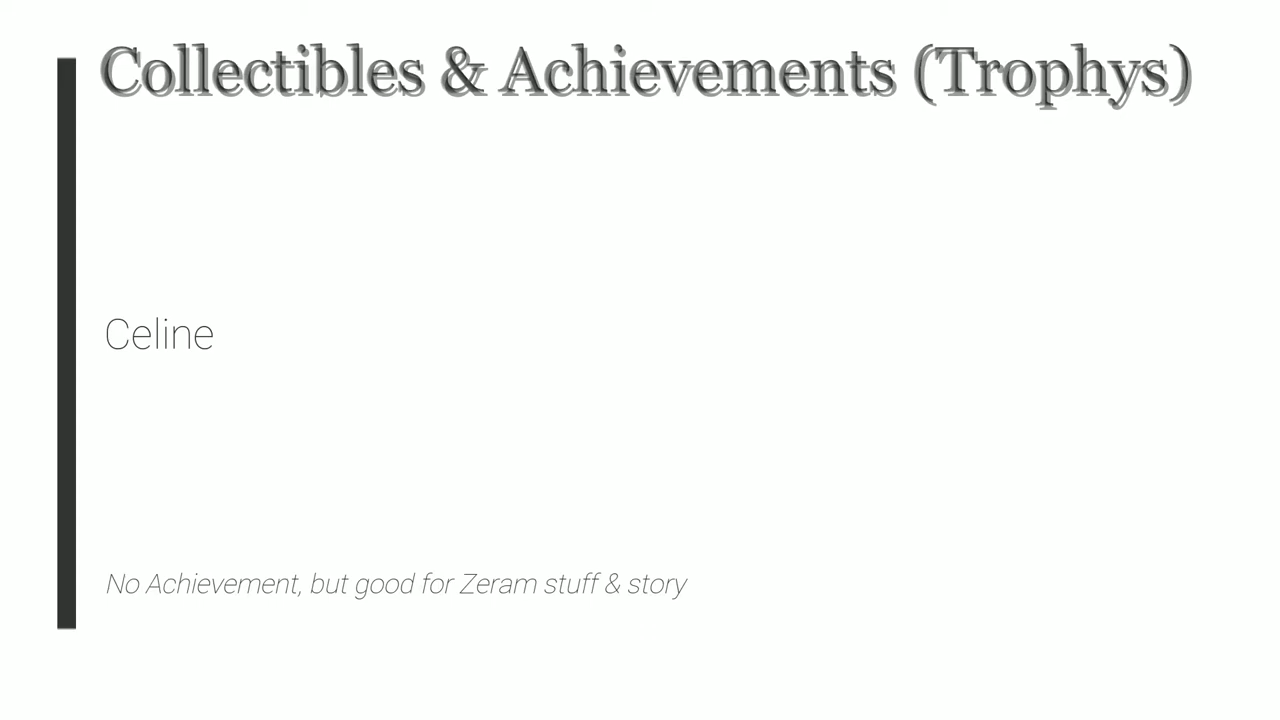 Collectibles & Achievements (Trophys)
Celine
No Achievement, but good for Zeram stuff & story